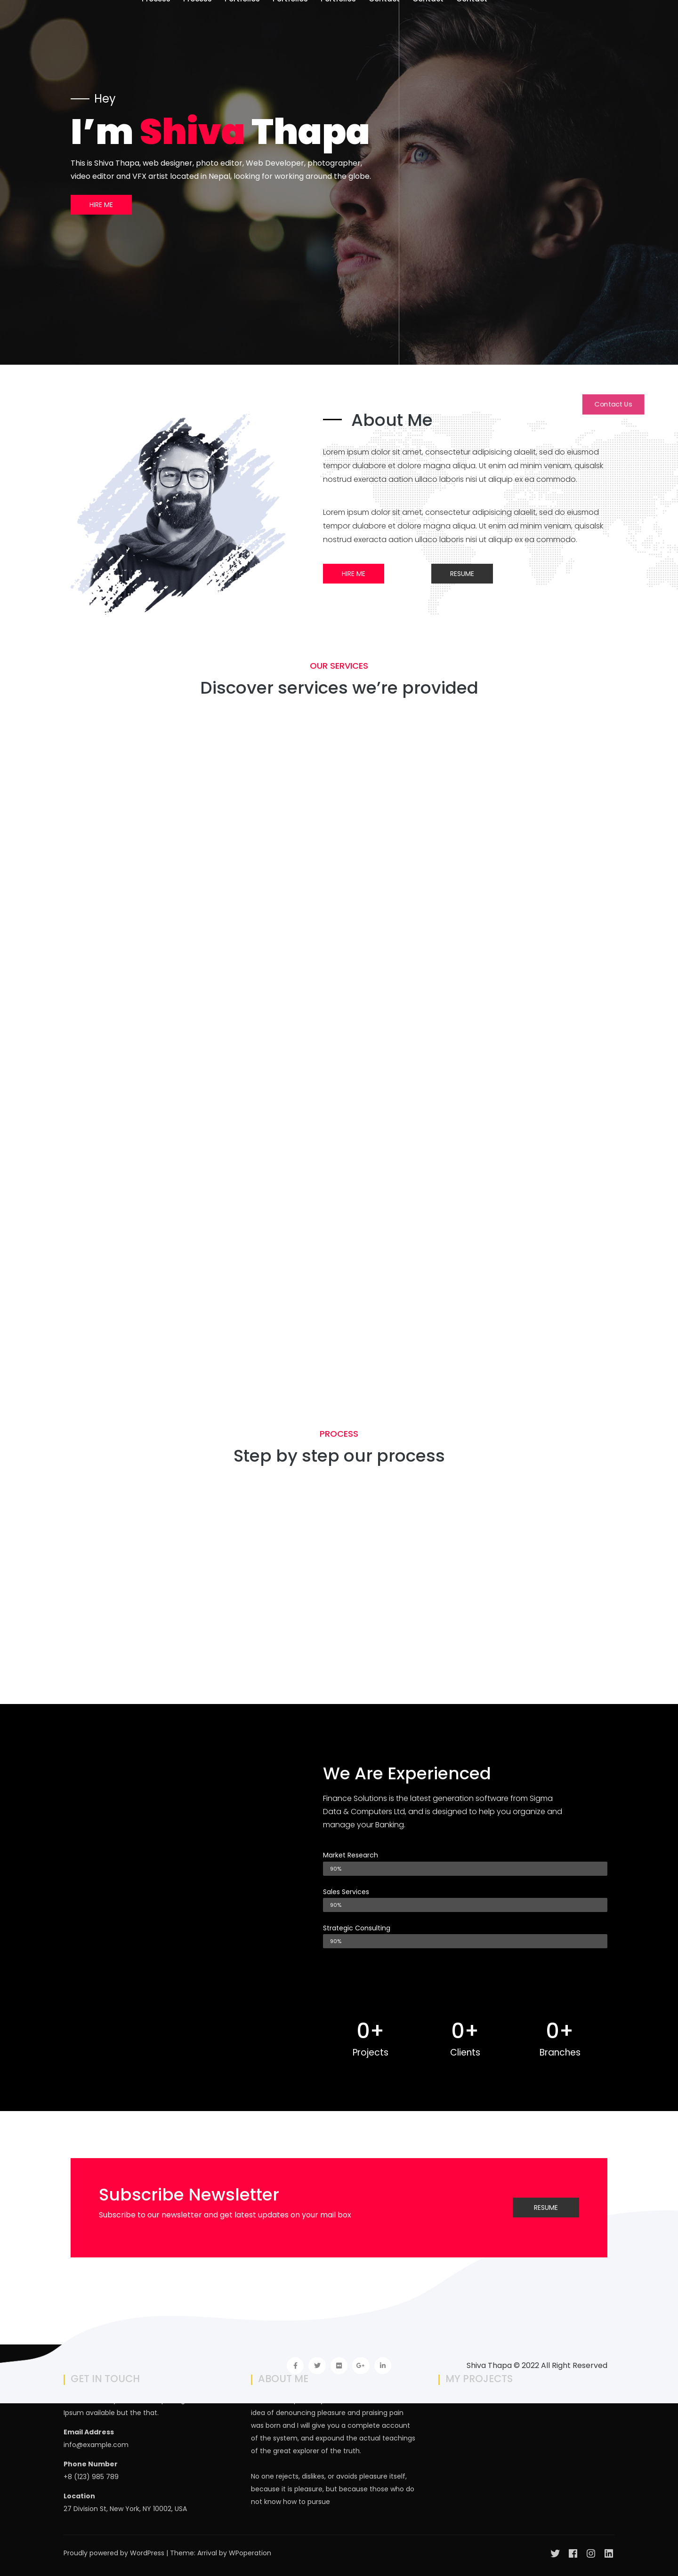 Process Process Portfolios Portfolios Portfolios Contact Contact Contact
Hey
I’m Shiva Thapa
This is Shiva Thapa, web designer, photo editor, Web Developer, photographer,
video editor and VFX artist located in Nepal, looking for working around the globe.
HIRE ME
Contact Us
About Me
Lorem ipsum dolor sit amet, consectetur adipisicing alaelit, sed do eiusmod
tempor dulabore et dolore magna aliqua. Ut enim ad minim veniam, quisalsk
nostrud exeracta aation ullaco laboris nisi ut aliquip ex ea commodo.
Lorem ipsum dolor sit amet, consectetur adipisicing alaelit, sed do eiusmod
tempor dulabore et dolore magna aliqua. Ut enim ad minim veniam, quisalsk
nostrud exeracta aation ullaco laboris nisi ut aliquip ex ea commodo.
HIRE ME
RESUME
OUR SERVICES
Discover services we’re provided
PROCESS
Step by step our process
We Are Experienced
Finance Solutions is the latest generation software from Sigma
Data & Computers Ltd, and is designed to help you organize and
manage your Banking.
Market Research
90%
Sales Services
90%
Strategic Consulting
90%
0+ 0+ 0+
Projects Clients Branches
Subscribe Newsletter
Subscribe to our newsletter and get latest updates on your mail box
RESUME
Shiva Thapa © 2022 All Right Reserved
GET IN TOUCH
Ipsum available but the that.
Email Address
info@example.com
Phone Number
+8 (123) 985 789
Location
27 Division St, New York, NY 10002, USA
ABOUT ME
idea of denouncing pleasure and praising pain
was born and I will give you a complete account
of the system, and expound the actual teachings
of the great explorer of the truth.
No one rejects, dislikes, or avoids pleasure itself,
because it is pleasure, but because those who do
not know how to pursue
MY PROJECTS
Proudly powered by WordPress | Theme: Arrival by WPoperation